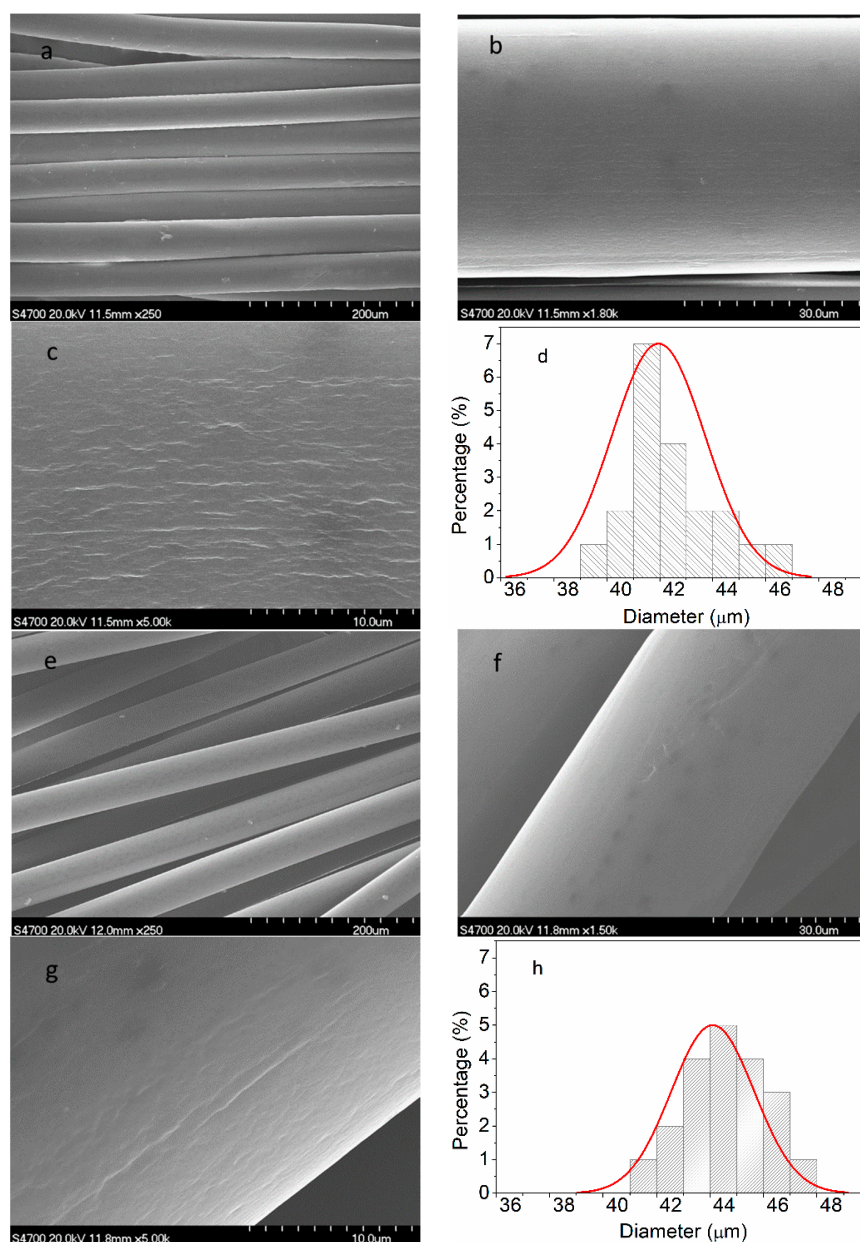 a
S4700 20.0kV 11.5mm x250
200um
b
S4700 20.0kV 11.5mm x1.80k
30.0um
c
S4700 20.0kV 11.5mm x5.00k
10.0um
d
Percentage (%)
7
6
5
4
3
2
1
0
36 38 40 42 44 46 48
Diameter (μm)
e
S4700 20.0kV 12.0mm x250
200um
f
S4700 20.0kV 11.8mm x1.50k
30.0um
g
S4700 20.0kV 11.8mm x5.00k
10.0um
h
Percentage (%)
7
6
5
4
3
2
1
0
36 38 40 42 44 46 48
Diameter (μm)